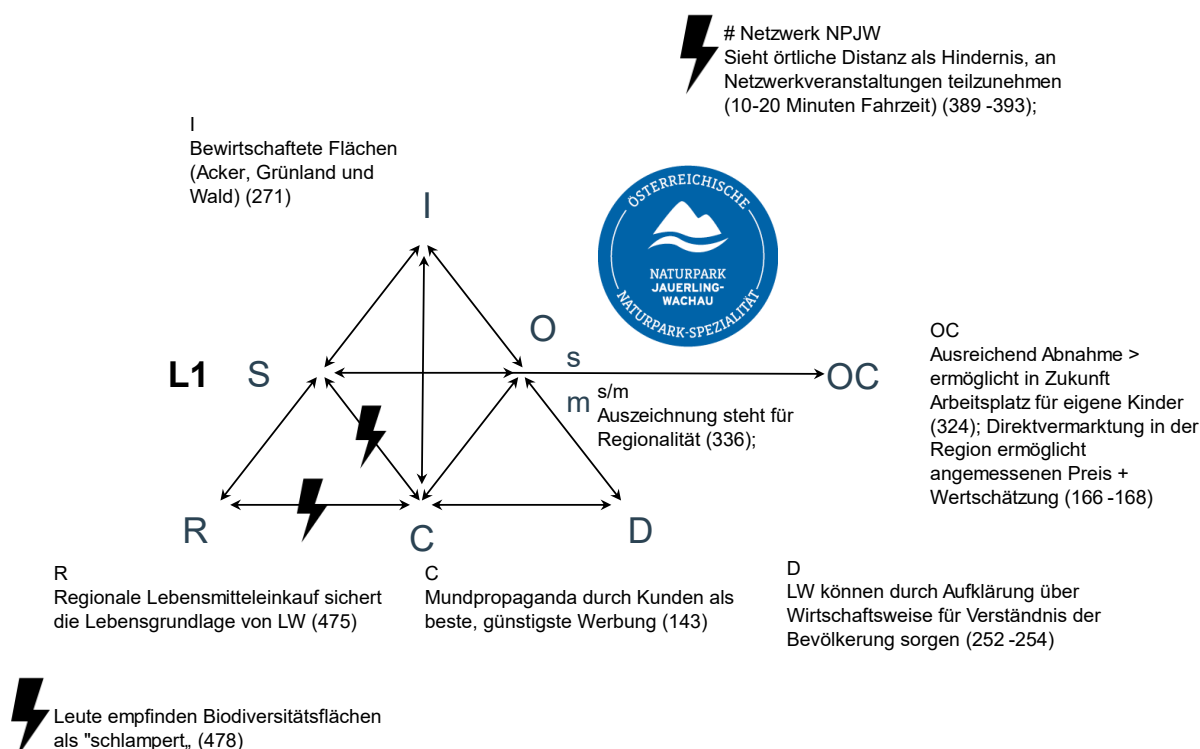 # Netzwerk NPJW
Sieht örtliche Distanz als Hindernis, an
Netzwerkveranstaltungen teilzunehmen
(10-20 Minuten Fahrzeit) (389 -393);
I
Bewirtschaftete Flächen
(Acker, Grünland und
Wald) (271)
I
ÖSTERREICHISCHE
NATURPARK
JAUERLING-
WACHAU
NATURPARK-SPEZIALITÄT
L1
S
O
s
m
OC
s/m
Auszeichnung steht für
Regionalität (336);
OC
Ausreichend Abnahme >
ermöglicht in Zukunft
Arbeitsplatz für eigene Kinder
(324); Direktvermarktung in der
Region ermöglicht
angemessenen Preis +
Wertschätzung (166 -168)
R
C
D
R
Regionale Lebensmitteleinkauf sichert
die Lebensgrundlage von LW (475)
C
Mundpropaganda durch Kunden als
beste, günstigste Werbung (143)
D
LW können durch Aufklärung über
Wirtschaftsweise für Verständnis der
Bevölkerung sorgen (252 -254)
Leute empfinden Biodiversitätsflächen
als "schlampert„ (478)